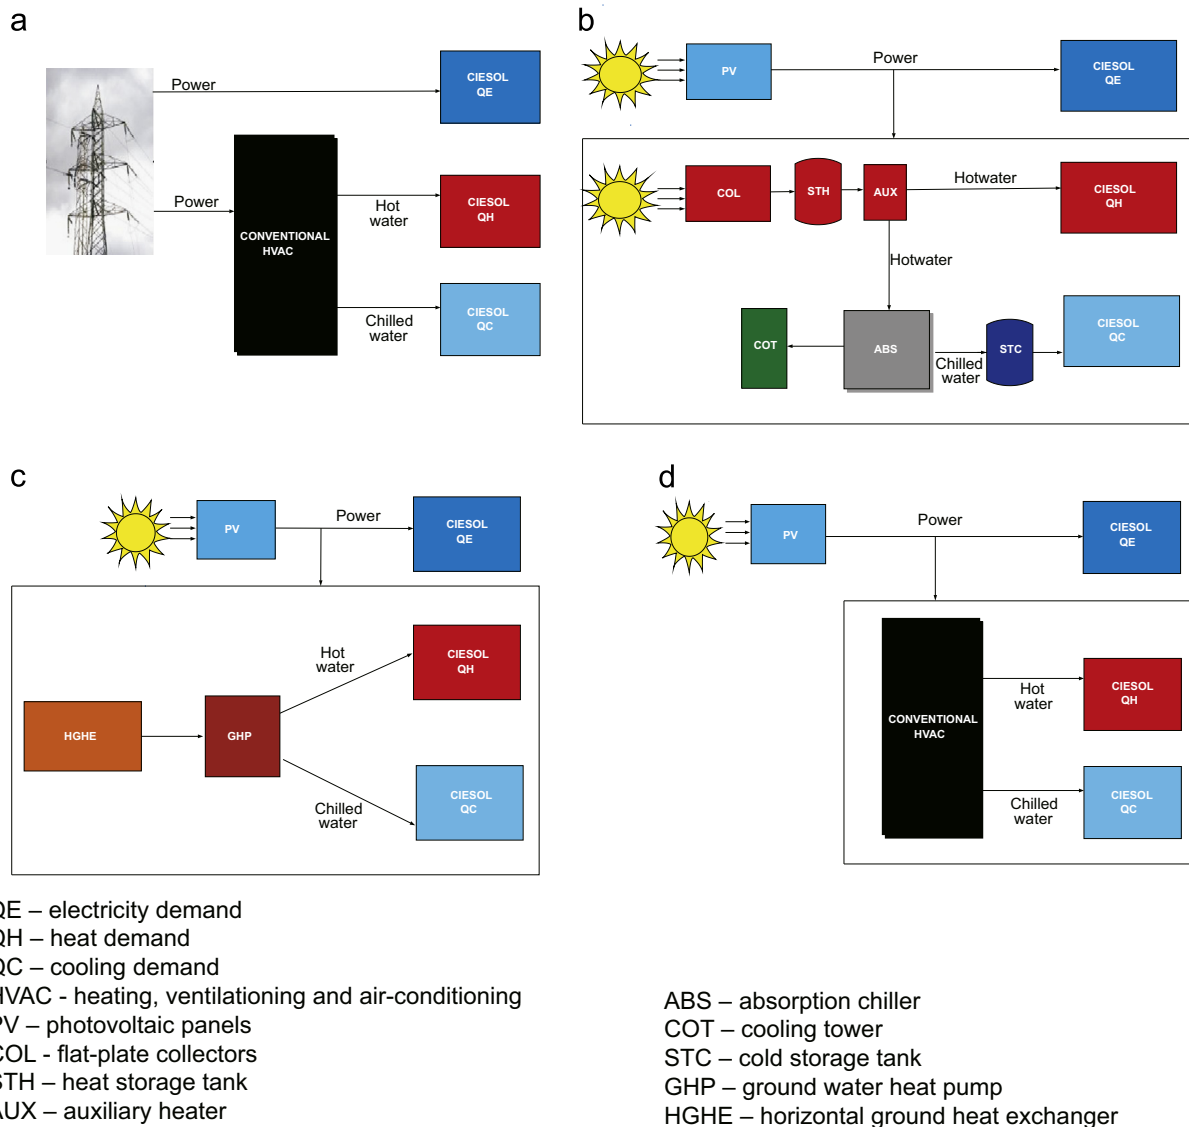 a
Power
CIESOL
QE
Power
CONVENTIONAL
HVAC
Hot
water
CIESOL
QH
Chilled
water
CIESOL
QC
b
PV
Power
CIESOL
QE
COL
STH
AUX
Hotwater
CIESOL
QH
Hotwater
COT
ABS
Chilled
water
STC
CIESOL
QC
c
PV
Power
CIESOL
QE
HGHE
GHP
Hot
water
CIESOL
QH
Chilled
water
CIESOL
QC
d
PV
Power
CIESOL
QE
CONVENTIONAL
HVAC
Hot
water
CIESOL
QH
Chilled
water
CIESOL
QC
QE – electricity demand
QH – heat demand
QC – cooling demand
HVAC - heating, ventilationing and air-conditioning
PV – photovoltaic panels
COL - flat-plate collectors
STH – heat storage tank
AUX – auxiliary heater
ABS – absorption chiller
COT – cooling tower
STC – cold storage tank
GHP – ground water heat pump
HGHE – horizontal ground heat exchanger